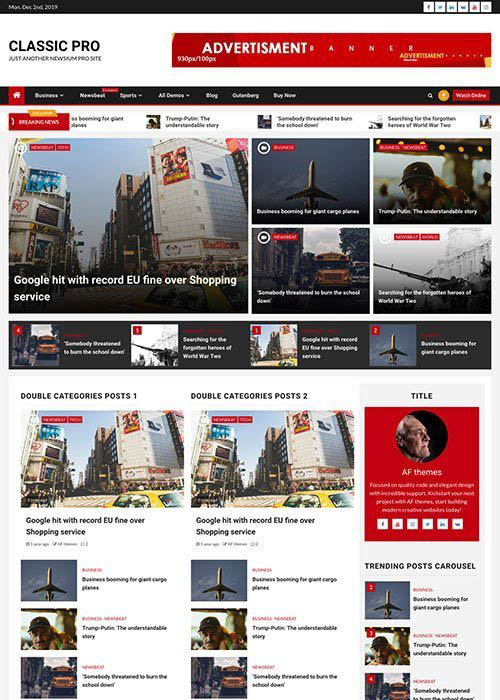 Mon. Dec 2nd, 2019
CLASSIC PRO
JUST ANOTHER NEWSIUM PRO SITE
ADVERTISMENT BANNER
930px/100px
ADVERTISMENT
Business
Newsbeat
Exclusive
Sports
All Demos
Blog
Gutenberg
Buy Now
Watch Online
EXCLUSIVE
BREAKING NEWS
ss booming for giant
planes
Trump-Putin: The
understandable story
'Somebody threatened to
burn the school down'
Searching for the forgotten
heroes of World War Two
NEWSBEAT TECH
Google hit with record EU fine over Shopping
service
BUSINESS
Business booming for giant cargo planes
BUSINESS NEWSBEAT
Trump-Putin: The understandable story
NEWSBEAT
'Somebody threatened to burn the school
down'
NEWSBEAT WORLD
Searching for the forgotten heroes of
World War Two
4
'Somebody threatened
to burn the school down'
5
Searching for the
forgotten heroes of
World War Two
1
Google hit with record
EU fine over Shopping
service
2
Business booming for
giant cargo planes
DOUBLE CATEGORIES POSTS 1
NEWSBEAT TECH
Google hit with record EU fine over
Shopping service
1 year ago AF themes 2
BUSINESS
Business booming for giant cargo
planes
BUSINESS NEWSBEAT
Trump-Putin: The understandable
story
NEWSBEAT
'Somebody threatened to burn the
school down'
DOUBLE CATEGORIES POSTS 2
NEWSBEAT TECH
Google hit with record EU fine over
Shopping service
1 year ago AF themes 2
BUSINESS
Business booming for giant cargo
planes
BUSINESS NEWSBEAT
Trump-Putin: The understandable
story
NEWSBEAT
'Somebody threatened to burn the
school down'
TITLE
AF themes
Focused on quality code and elegant design
with incredible support. Kickstart your next
project with AF themes, start building
modern creative websites today!
TRENDING POSTS CAROUSEL
2
BUSINESS
Business booming for
giant cargo planes
3
BUSINESS NEWSBEAT
Trump-Putin: The
understandable story
4
NEWSBEAT
'Somebody threatened
to burn the school